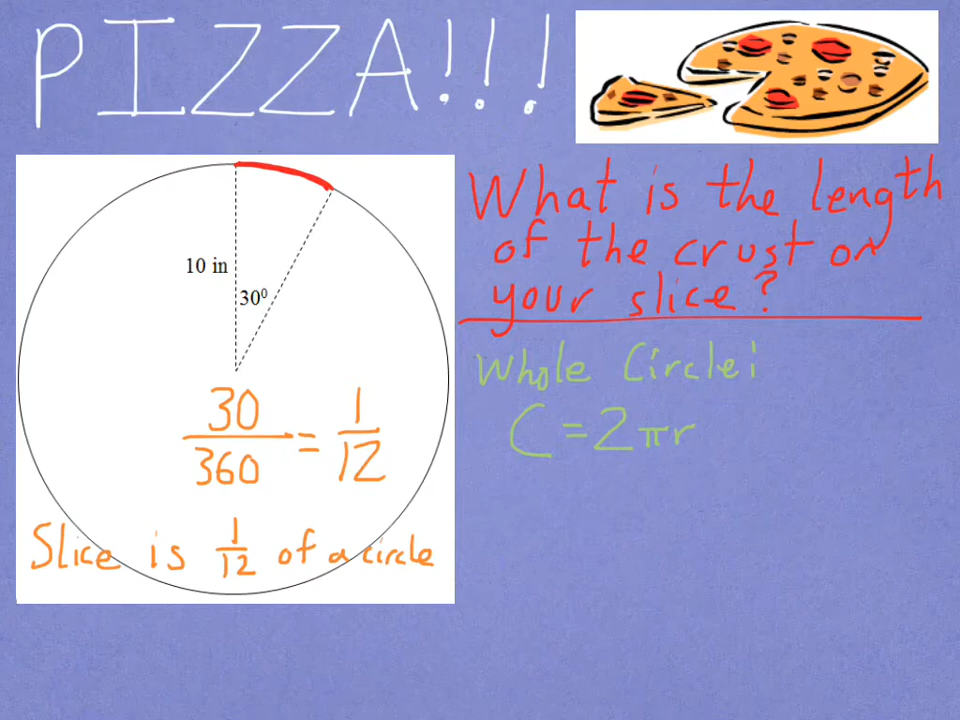 PIZZA!!!
What is the length
of the crust on
your slice?
10 in
30⁰
30/360 = 1/12
Slice is 1/12 of a circle
Whole Circle:
C = 2πr